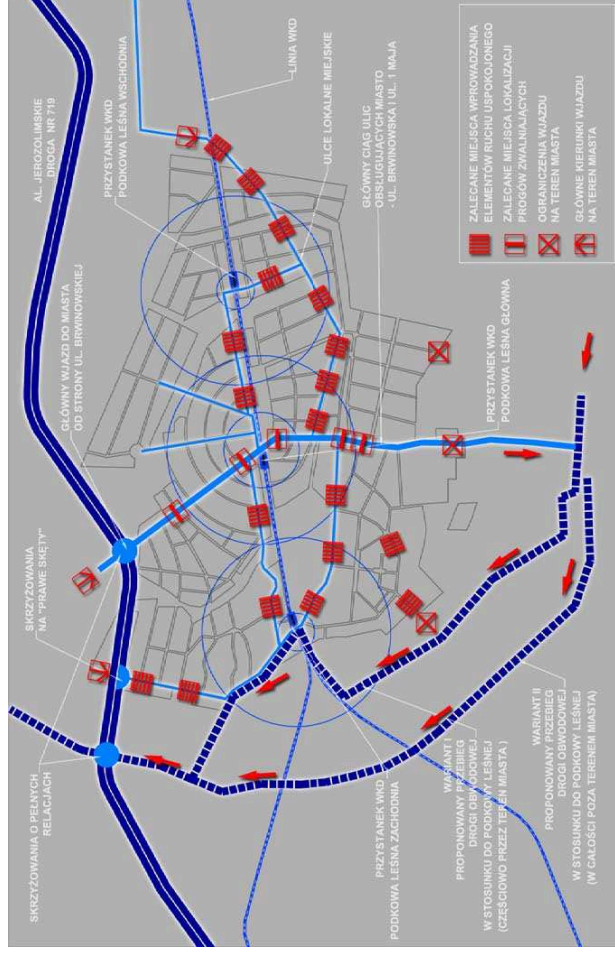 SKRZYŻOWANIA O PEŁNYCH
RELACJACH
SKRZYŻOWANIA
NA "PRAWE SKĘTY"
GŁÓWNY WJAZD DO MIASTA
OD STRONY UL. BRWINOWSKIEJ
AL. JEROZOLIMSKIE
DROGA NR 719
PRZYSTANEK WKD
PODKOWA LEŚNA WSCHODNIA
LINIA WKD
ULCE LOKALNE MIEJSKIE
GŁÓWNY CIĄG ULIC
OBSŁUGUJĄCYCH MIASTO
- UL. BRWINOWSKA I UL. 1 MAJA
PRZYSTANEK WKD
PODKOWA LEŚNA ZACHODNIA
WARIANT I
PROPONOWANY PRZEBIEG
DROGI OBWODOWEJ
W STOSUNKU DO PODKOWY LEŚNEJ
(CZĘŚCIOWO PRZEZ TEREN MIASTA )
WARIANT II
PROPONOWANY PRZEBIEG
DROGI OBWODOWEJ
W STOSUNKU DO PODKOWY LEŚNEJ
(W CAŁOŚCI POZA TERENEM MIASTA)
PRZYSTANEK WKD
PODKOWA LEŚNA GŁÓWNA
ZALECANE MIEJSCA WPROWADZANIA
ELEMENTÓW RUCHU USPOKOJONEGO
ZALECANE MIEJSCA LOKALIZACJI
PROGÓW ZWALNIAJĄCYCH
OGRANICZENIA WJAZDU
NA TEREN MIASTA
GŁÓWNE KIERUNKI WJAZDU
NA TEREN MIASTA